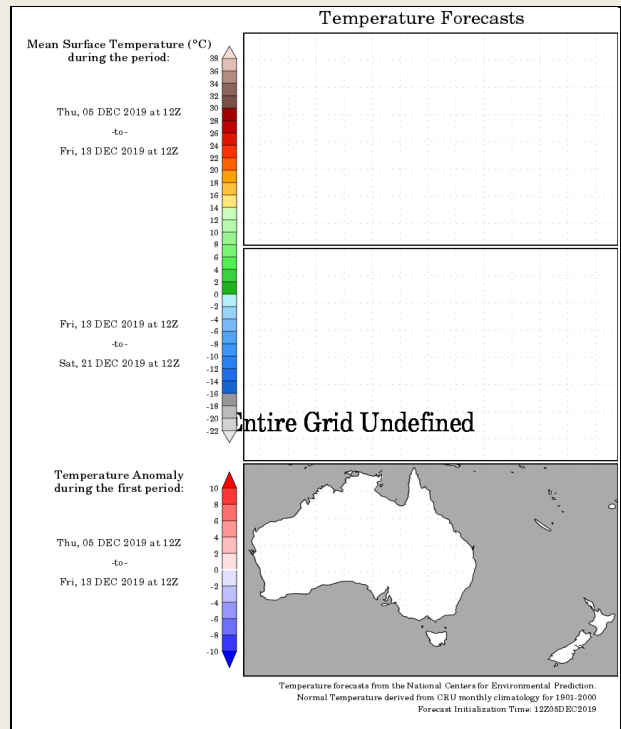 Temperature Forecasts
Mean Surface Temperature (°C)
during the period:
Thu, 05 DEC 2019 at 12Z
-to-
Fri, 13 DEC 2019 at 12Z
38
36
34
32
30
28
26
24
22
20
18
16
14
12
10
8
6
4
2
0
-2
-4
-6
-8
-10
-12
-14
-16
-18
-20
-22
Fri, 13 DEC 2019 at 12Z
-to-
Sat, 21 DEC 2019 at 12Z
Entire Grid Undefined
Temperature Anomaly
during the first period:
Thu, 05 DEC 2019 at 12Z
-to-
Fri, 13 DEC 2019 at 12Z
10
8
6
4
2
0
-2
-4
-6
-8
-10
Temperature forecasts from the National Centers for Environmental Prediction.
Normal Temperature derived from CRU monthly climatology for 1901-2000
Forecast Initialization Time: 12Z05DEC2019